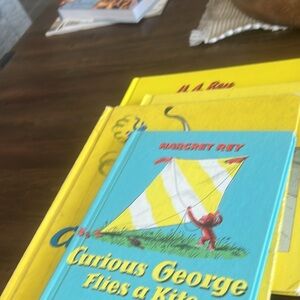 H. A. Rey
MARGRET REY
Curious George
Flies a Kite